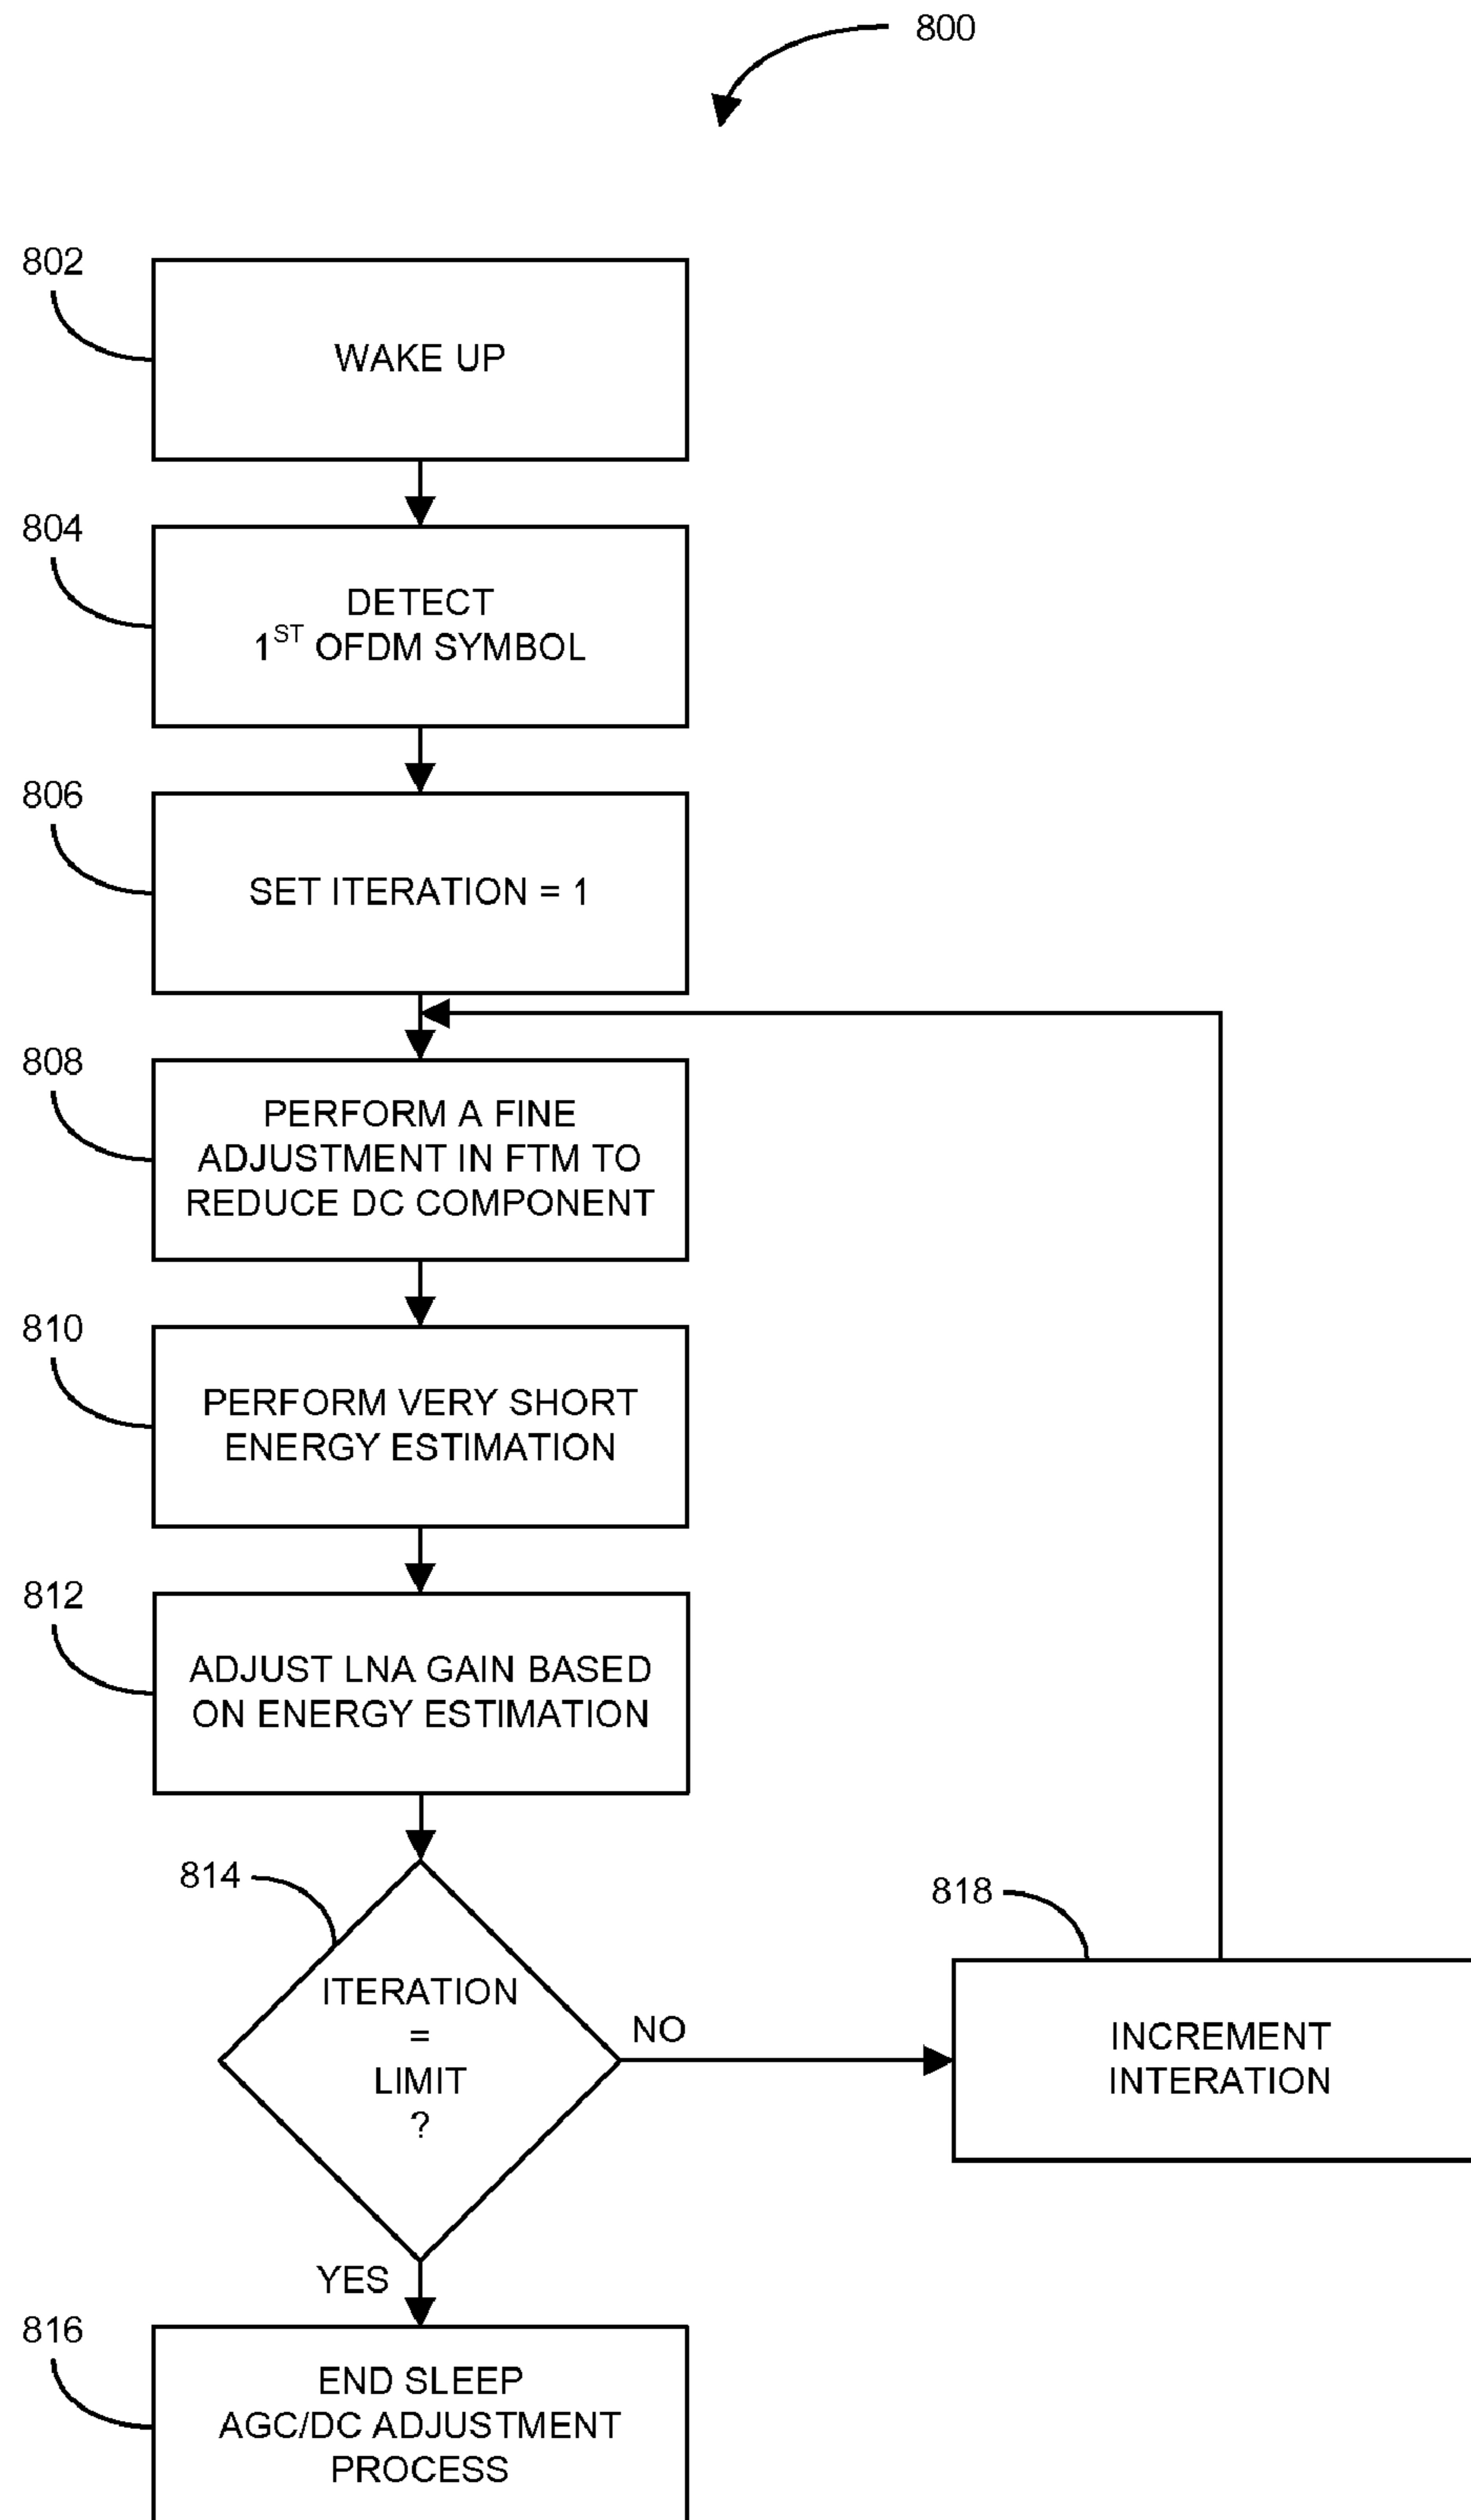 800
802
WAKE UP
804
DETECT
1ST OFDM SYMBOL
806
SET ITERATION = 1
808
PERFORM A FINE
ADJUSTMENT IN FTM TO
REDUCE DC COMPONENT
810
PERFORM VERY SHORT
ENERGY ESTIMATION
812
ADJUST LNA GAIN BASED
ON ENERGY ESTIMATION
814
ITERATION
=
LIMIT
?
NO
818
INCREMENT
INTERATION
YES
816
END SLEEP
AGC/DC ADJUSTMENT
PROCESS